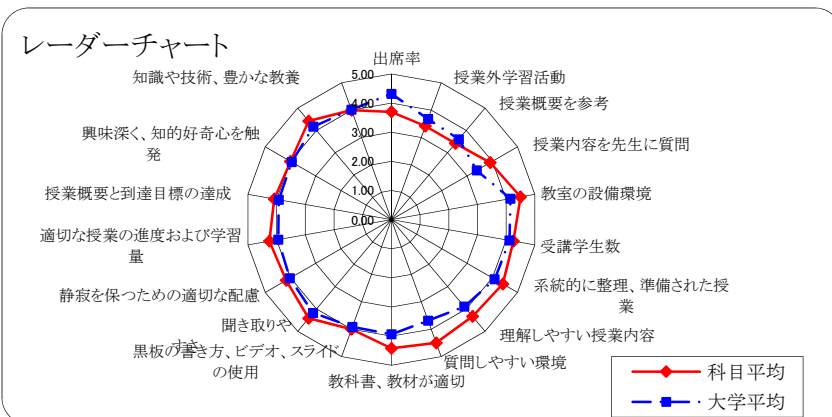 レーダーチャート
出席率
授業外学習活動
授業概要を参考
授業内容を先生に質問
教室の設備環境
受講学生数
系統的に整理、準備された授
業
理解しやすい授業内容
質問しやすい環境
教科書、教材が適切
黒板の書き方、ビデオ、スライド
の使用
聞き取りや
すさ
静寂を保つための適切な配慮
適切な授業の進度および学習
量
授業概要と到達目標の達成
興味深く、知的好奇心を触
発
知識や技術、豊かな教養
5.00
4.00
3.00
2.00
1.00
0.00
科目平均
大学平均